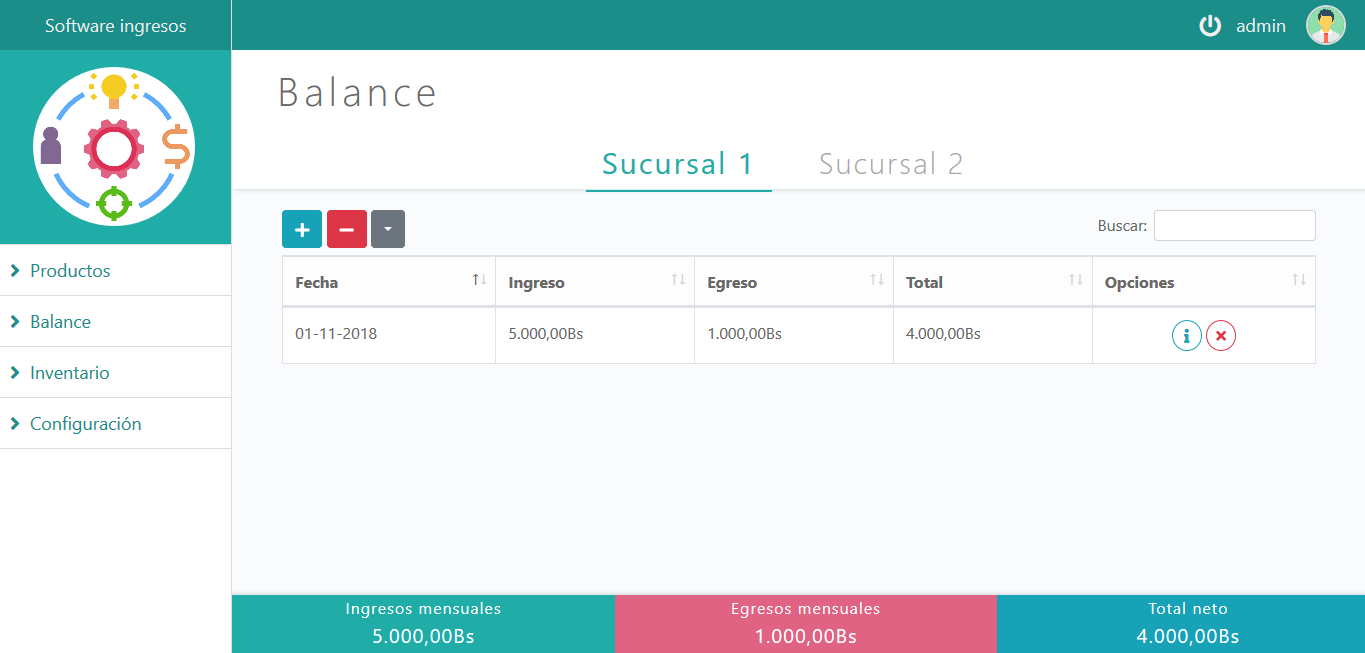 Software ingresos
admin
Productos
Balance
Inventario
Configuración
Balance
Sucursal 1 Sucursal 2
Buscar:
Fecha Ingreso Egreso Total Opciones
01-11-2018 5.000,00Bs 1.000,00Bs 4.000,00Bs
Ingresos mensuales Egresos mensuales Total neto
5.000,00Bs 1.000,00Bs 4.000,00Bs